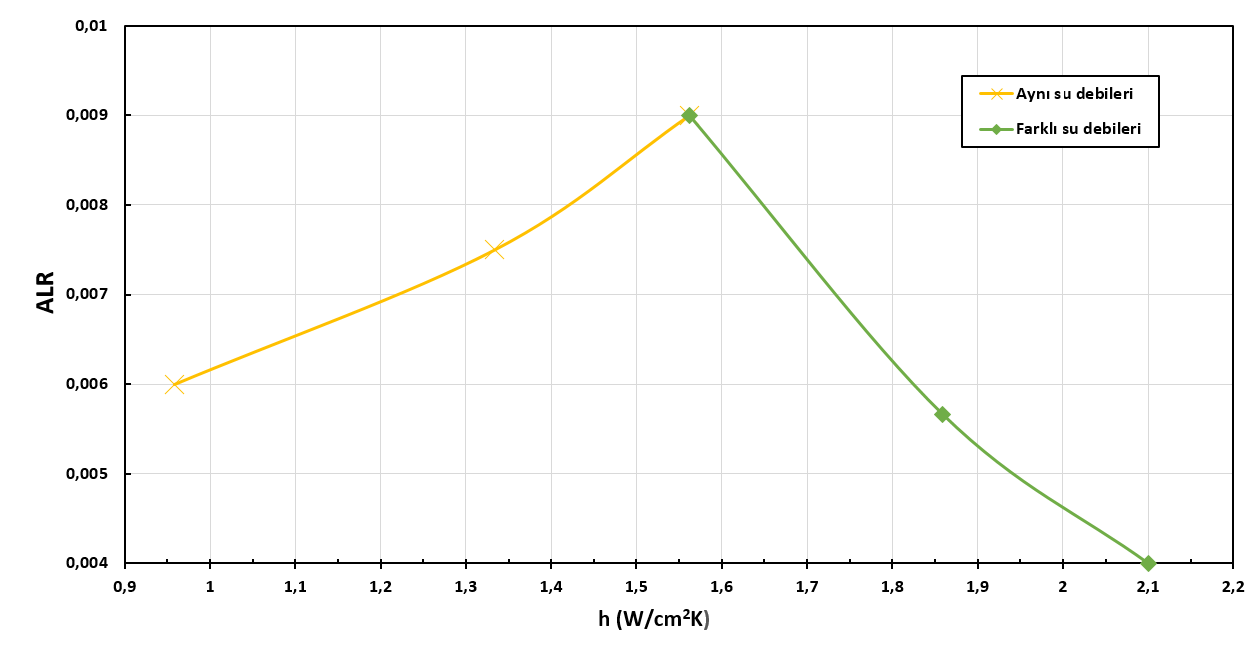 0,01
0,009
0,008
0,007
0,006
0,005
0,004
ALR
0,9 1 1,1 1,2 1,3 1,4 1,5 1,6 1,7 1,8 1,9 2 2,1 2,2
h (W/cm²K)
Aynı su debileri
Farklı su debileri